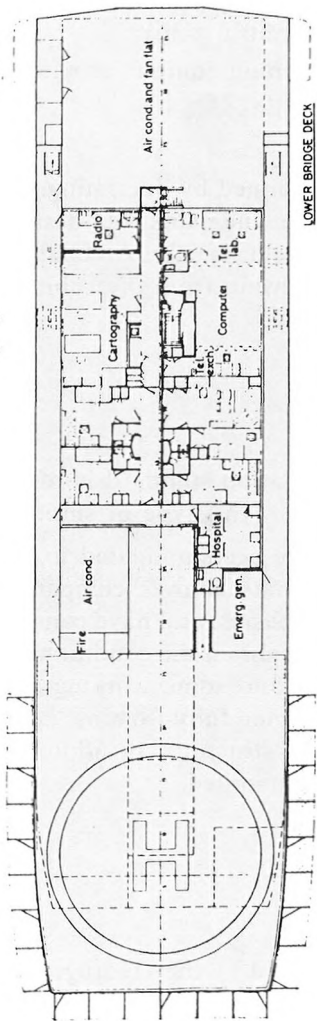 Air cond. and fan flat
Radio
Tel.
lab
Cartography
Computer
Tel.
exch.
Air cond.
Fire
Hospital
Emerg. gen.
H
LOWER BRIDGE DECK